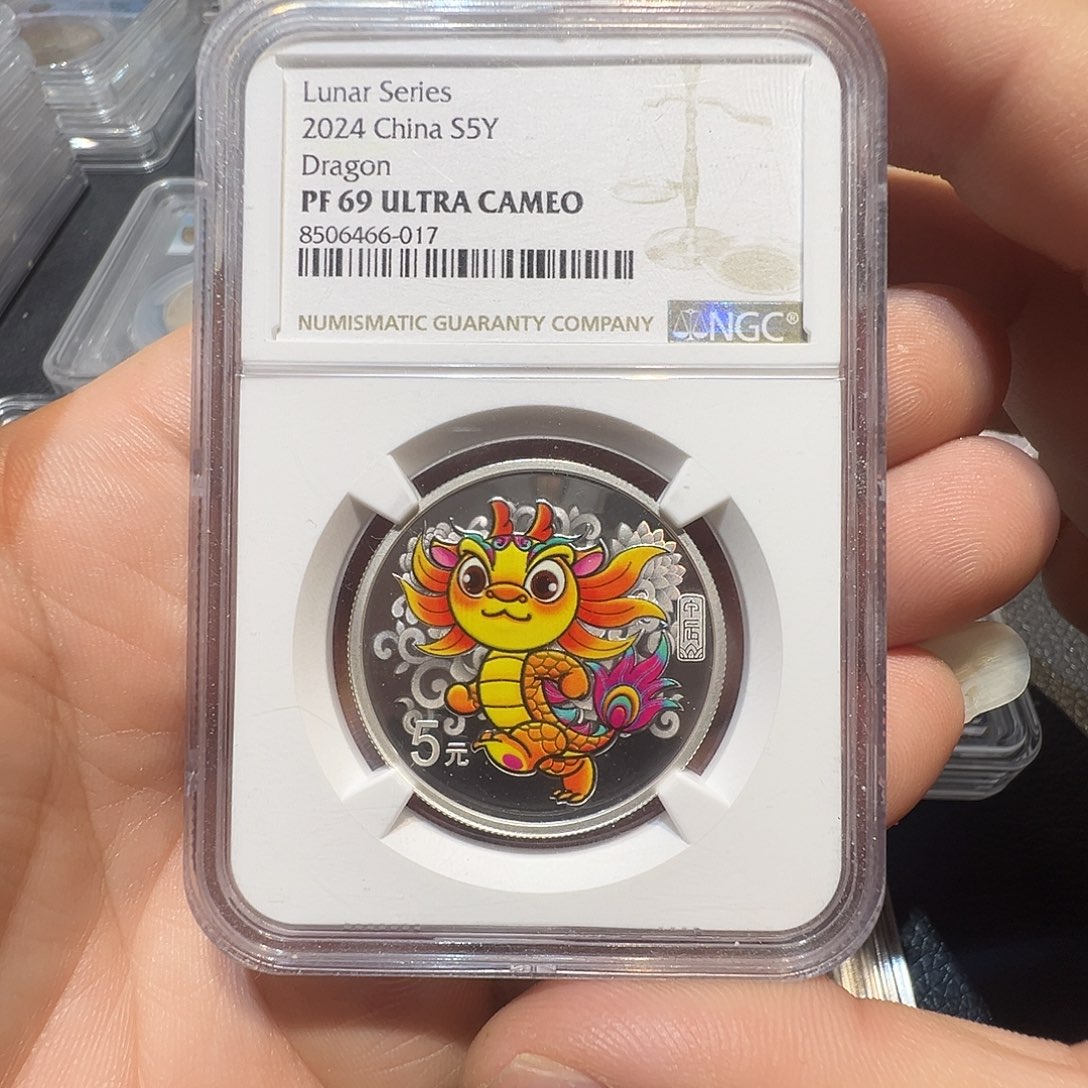 Lunar Series
2024 China S5Y
Dragon
PF 69 ULTRA CAMEO
8506466-017
NUMISMATIC GUARANTY COMPANY
NGC®
5元